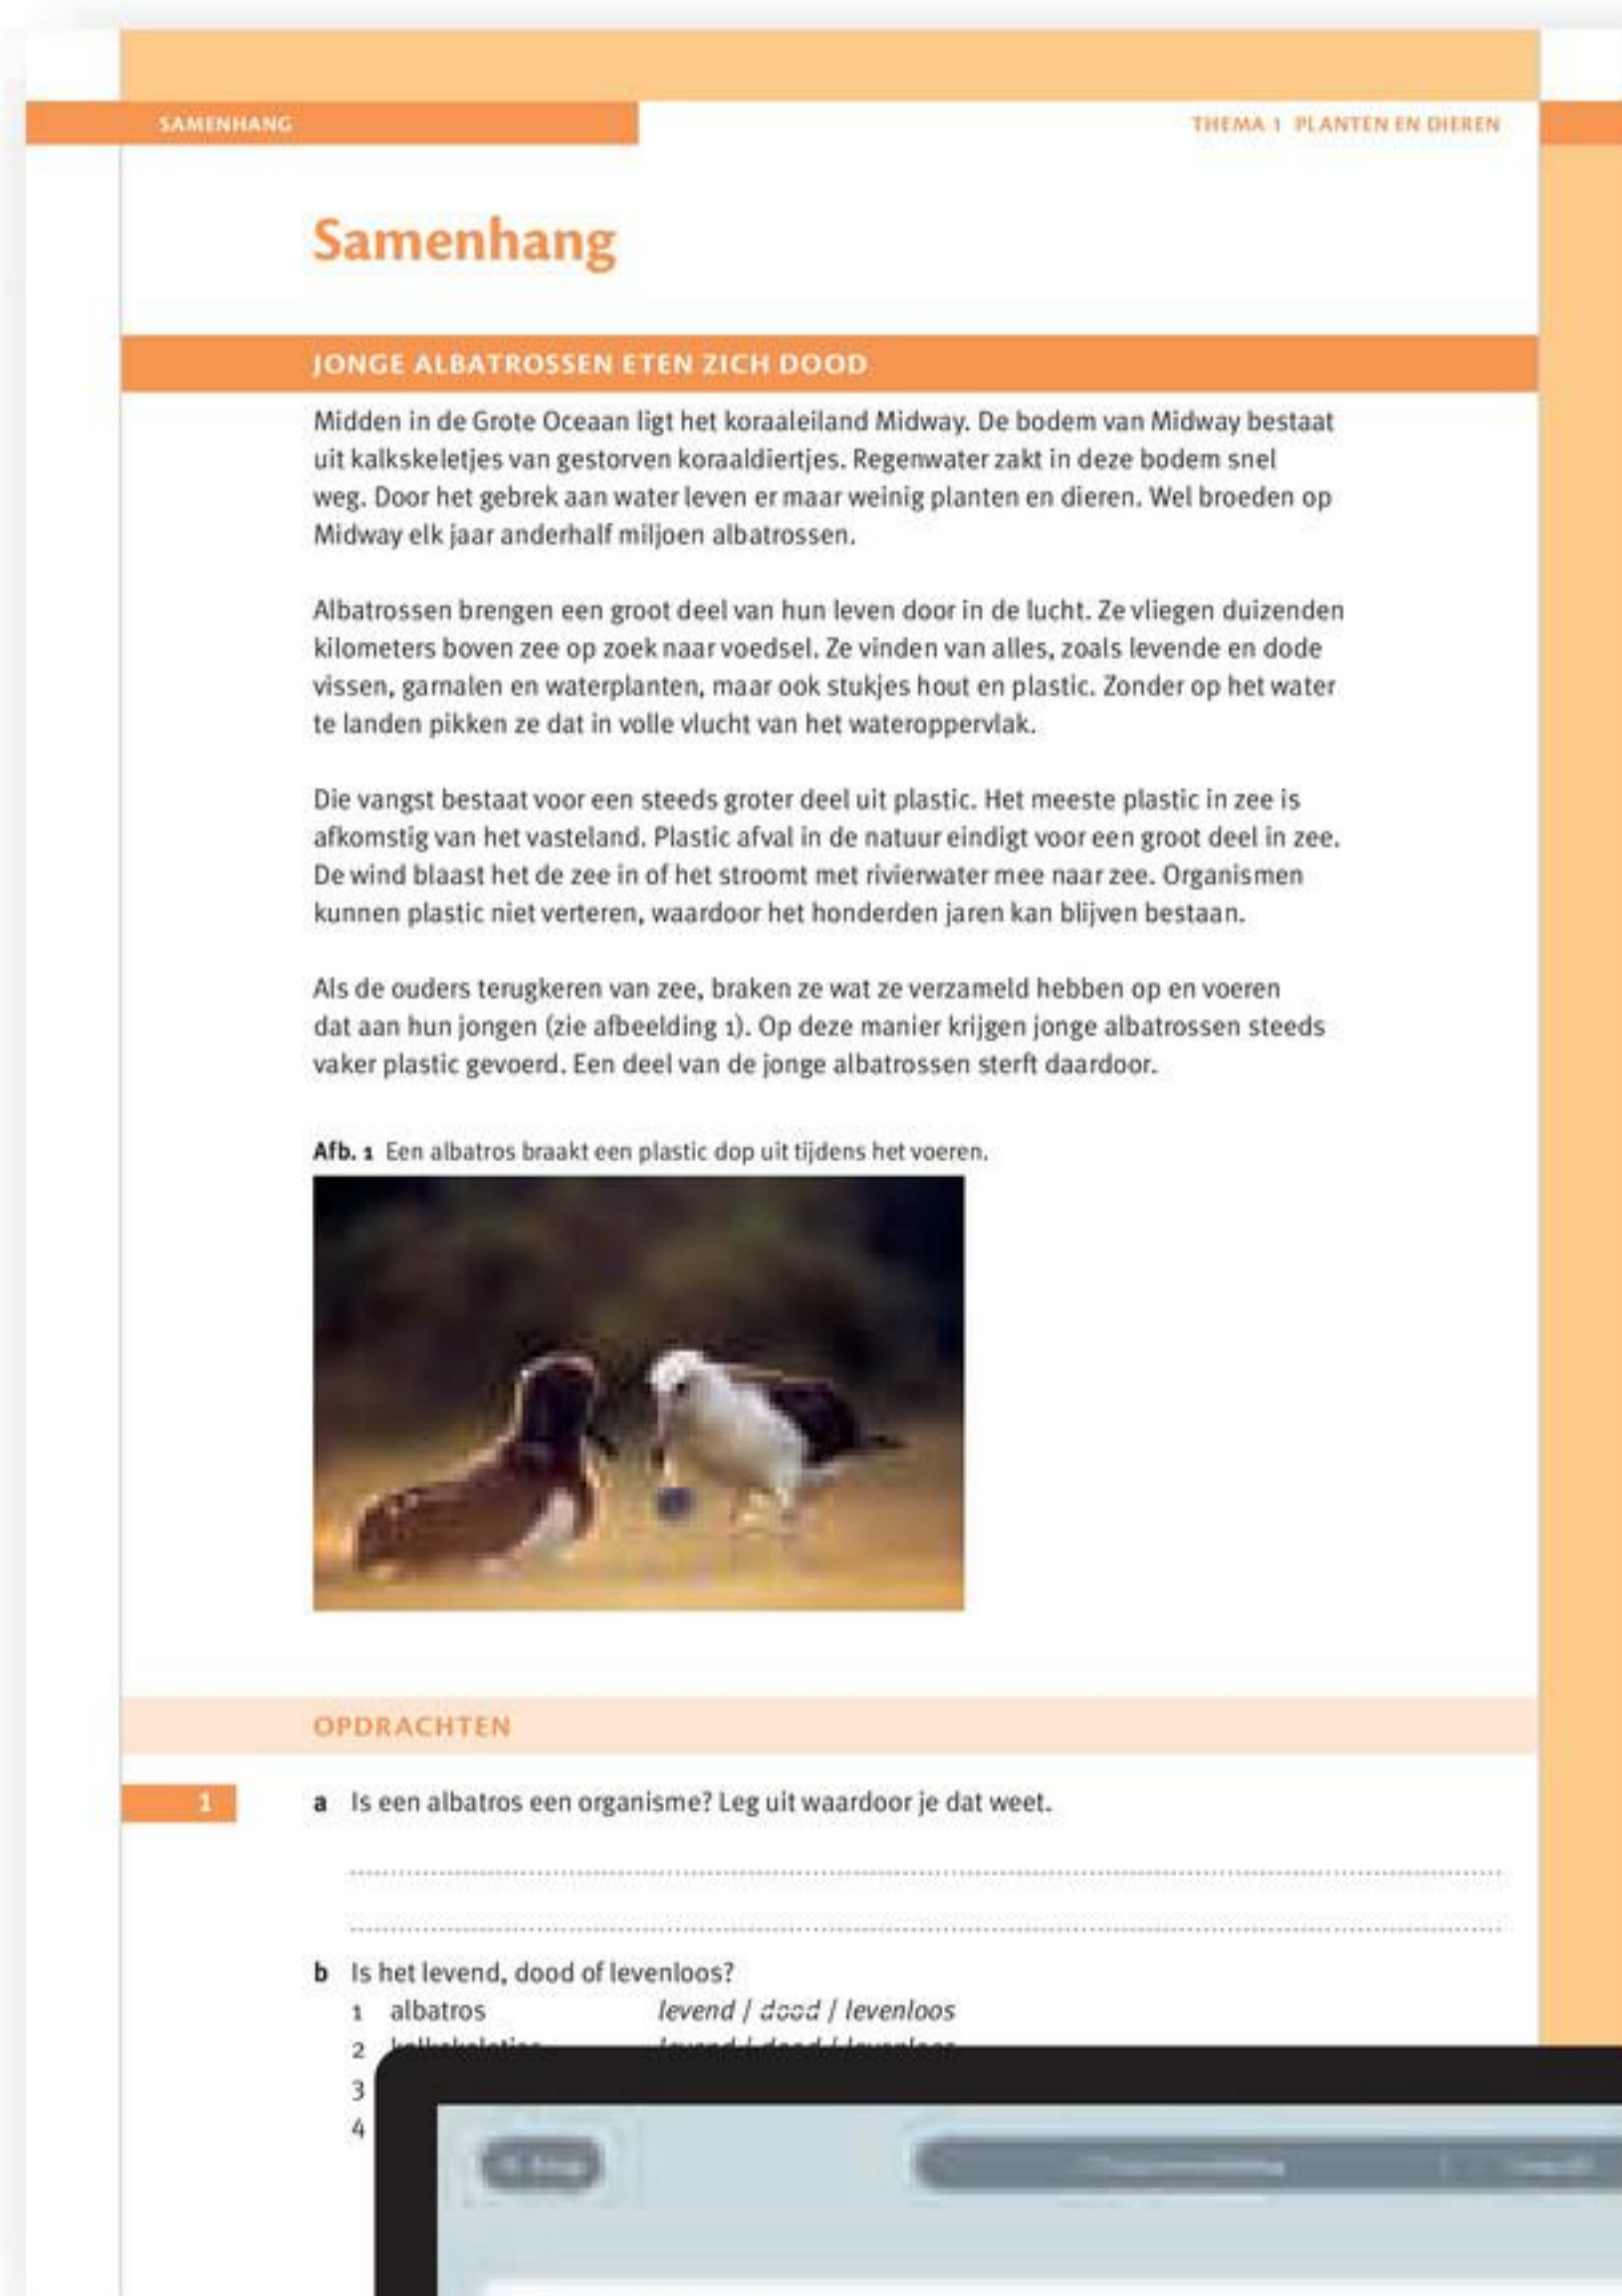 SAMENHANG
THEMA 1 PLANTEN EN DIEREN
Samenhang
JONGE ALBATROSSEN ETEN ZICH DOOD
Midden in de Grote Oceaan ligt het koraaleiland Midway. De bodem van Midway bestaat
uit kalkskeletjes van gestorven koraaldiertjes. Regenwater zakt in deze bodem snel
weg. Door het gebrek aan water leven er maar weinig planten en dieren. Wel broeden op
Midway elk jaar anderhalf miljoen albatrossen.
Albatrossen brengen een groot deel van hun leven door in de lucht. Ze vliegen duizenden
kilometers boven zee op zoek naar voedsel. Ze vinden van alles, zoals levende en dode
vissen, garnalen en waterplanten, maar ook stukjes hout en plastic. Zonder op het water
te landen pikken ze dat in volle vlucht van het wateroppervlak.
Die vangst bestaat voor een steeds groter deel uit plastic. Het meeste plastic in zee is
afkomstig van het vasteland. Plastic afval in de natuur eindigt voor een groot deel in zee.
De wind blaast het de zee in of het stroomt met rivierwater mee naar zee. Organismen
kunnen plastic niet verteren, waardoor het honderden jaren kan blijven bestaan.
Als de ouders terugkeren van zee, braken ze wat ze verzameld hebben op en voeren
dat aan hun jongen (zie afbeelding 1). Op deze manier krijgen jonge albatrossen steeds
vaker plastic gevoerd. Een deel van de jonge albatrossen sterft daardoor.
Afb. 1 Een albatros braakt een plastic dop uit tijdens het voeren.
OPDRACHTEN
1 a Is een albatros een organisme? Leg uit waardoor je dat weet.
b Is het levend, dood of levenloos?
1 albatros levend / dood / levenloos
2 kalkskeletjes levend / dood / levenloos
3
4